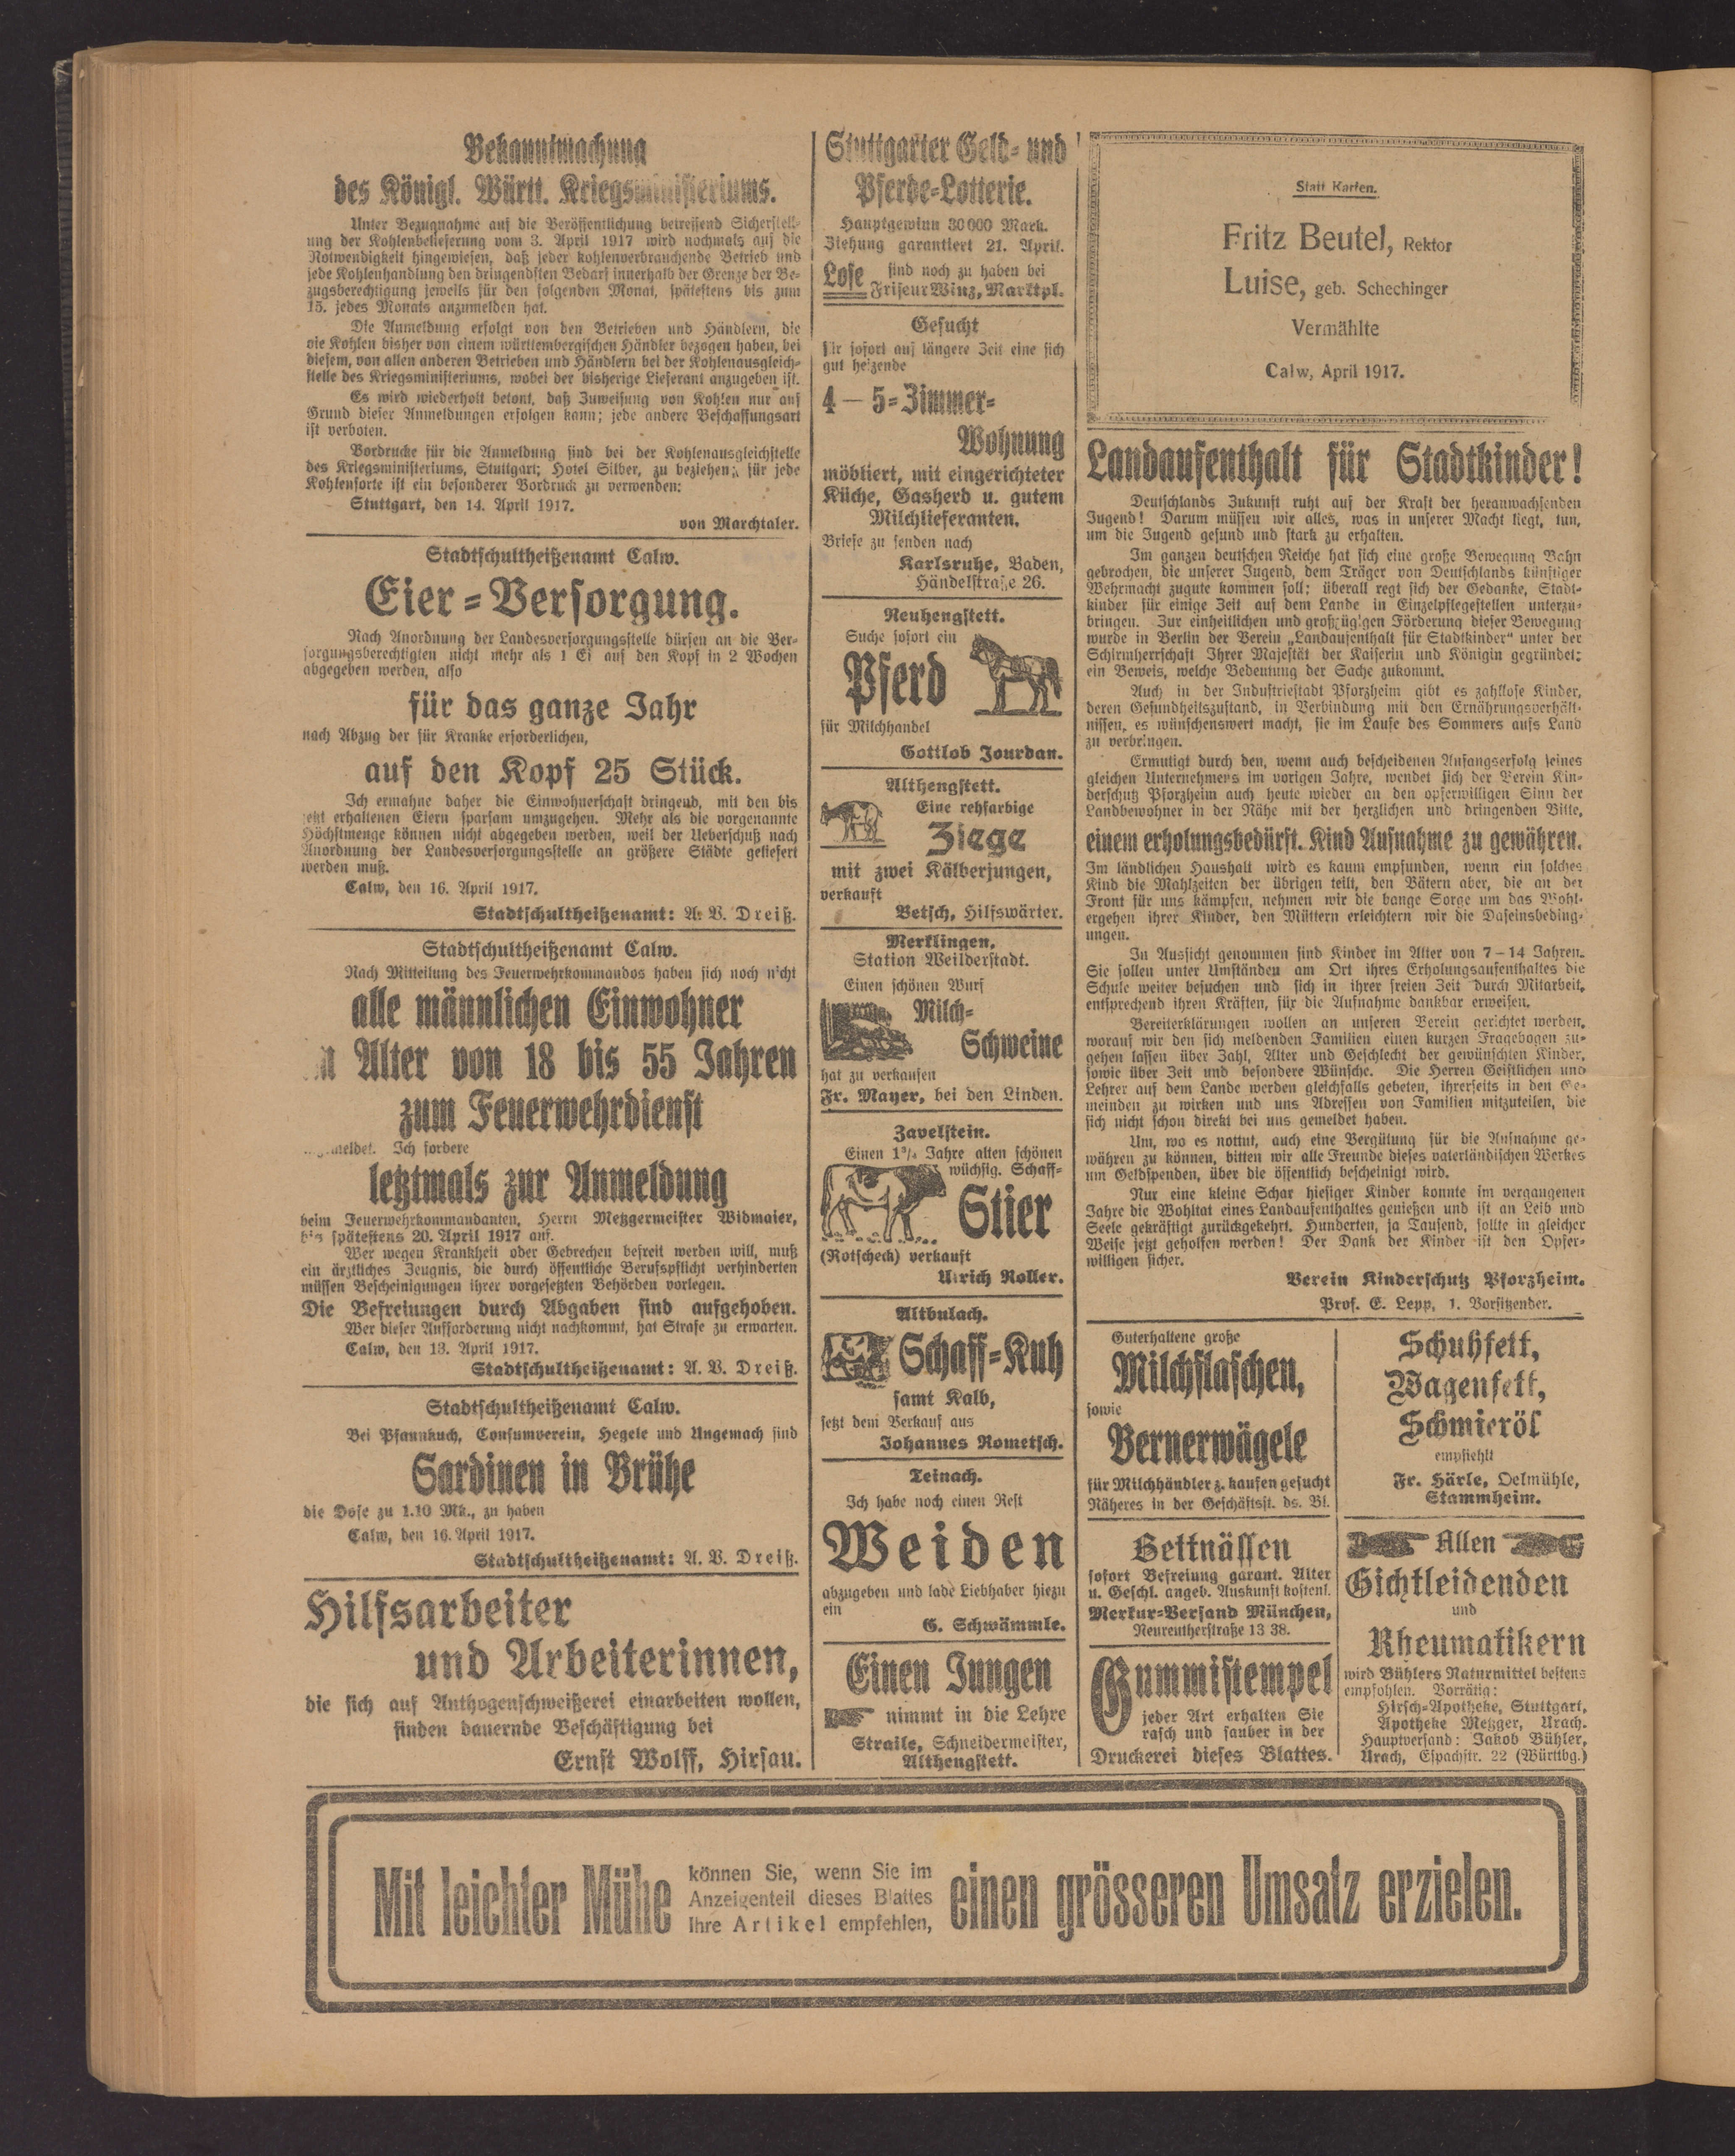 Bekanntmachung
des Königl. Württ. Kriegsministeriums.
Unter Bezugnahme auf die Veröffentlichung betreffend Sicherstell-
ung der Kohlenbelieferung vom 3. April 1917 wird nochmals auf die
Notwendigkeit hingewiesen, daß jeder kohlenverbrauchende Betrieb und
jede Kohlenhandlung den dringendsten Bedarf innerhalb der Grenze der Be-
zugsberechtigung jeweils für den folgenden Monat, spätestens bis zum
15. jedes Monats anzumelden hat.
Die Anmeldung erfolgt von den Betrieben und Händlern, die
die Kohlen bisher von einem württembergischen Händler bezogen haben, bei
diesem, von allen anderen Betrieben und Händlern bei der Kohlenausgleich-
stelle des Kriegsministeriums, wobei der bisherige Lieferant anzugeben ist.
Es wird wiederholt betont, daß Zuweisung von Kohlen nur auf
Grund dieser Anmeldungen erfolgen kann; jede andere Beschaffungsart
ist verboten.
Vordrucke für die Anmeldung sind bei der Kohlenausgleichstelle
des Kriegsministeriums, Stuttgart; Hotel Silber, zu beziehen; für jede
Kohlensorte ist ein besonderer Vordruck zu verwenden:
Stuttgart, den 14. April 1917.
von Marchtaler.
Stadtschultheißenamt Calw.
Eier=Versorgung.
Nach Anordnung der Landesversorgungsstelle dürfen an die Ver-
sorgungsberechtigten nicht mehr als 1 Ei auf den Kopf in 2 Wochen
abgegeben werden, also
für das ganze Jahr
nach Abzug der für Kranke erforderlichen,
auf den Kopf 25 Stück.
Ich ermahne daher die Einwohnerschaft dringend, mit den bis
jetzt erhaltenen Eiern sparsam umzugehen. Mehr als die vorgenannte
Höchstmenge können nicht abgegeben werden, weil der Ueberschuß nach
Anordnung der Landesversorgungsstelle an größere Städte geliefert
werden muß.
Calw, den 16. April 1917.
Stadtschultheißenamt: A. V. Dreiß.
Stadtschultheißenamt Calw.
Nach Mitteilung des Feuerwehrkommandos haben sich noch nicht
alle männlichen Einwohner
Alter von 18 bis 55 Jahren
zum Feuerwehrdienst
Ich fordere
letztmals zur Anmeldung
beim Feuerwehrkommandanten, Herrn Metzgermeister Widmaier,
bis spätestens 20. April 1917 auf.
Wer wegen Krankheit oder Gebrechen befreit werden will, muß
ein ärztliches Zeugnis, die durch öffentliche Berufspflicht verhinderten
müssen Bescheinigungen ihrer vorgesetzten Behörden vorlegen.
Die Befreiungen durch Abgaben sind aufgehoben.
Wer dieser Aufforderung nicht nachkommt, hat Strafe zu erwarten.
Calw, den 13. April 1917.
Stadtschultheißenamt: A. V. Dreiß.
Stadtschultheißenamt Calw.
Bei Pfannkuch, Consumverein, Hegele und Ungemach sind
Sardinen in Brühe
die Dose zu 1.10 Mk., zu haben
Calw, den 16. April 1917.
Stadtschultheißenamt: A. V. Dreiß.
Hilfsarbeiter
und Arbeiterinnen,
die sich auf Anthogenschweißerei einarbeiten wollen,
finden dauernde Beschäftigung bei
Ernst Wolff, Hirsau.
Stuttgarter Geld= und
Pferde=Lotterie.
Hauptgewinn 30000 Mark.
Ziehung garantiert 21. April.
Lose sind noch zu haben bei
Friseur Winz, Marktpl.
Gesucht
für sofort auf längere Zeit eine sich
gut heizende
4 — 5=Zimmer=
Wohnung
möbliert, mit eingerichteter
Küche, Gasherd u. gutem
Milchlieferanten.
Briefe zu senden nach
Karlsruhe, Baden,
Händelstraße 26.
Neuhengstett.
Suche sofort ein
Pferd
für Milchhandel
Gottlob Jourdan.
Althengstett.
Eine rehfarbige
Ziege
mit zwei Kälberjungen,
verkauft
Betsch, Hilfswärter.
Merklingen,
Station Weilderstadt.
Einen schönen Wurf
Milch=
Schweine
hat zu verkaufen
Fr. Mayer, bei den Linden.
Zavelstein.
Einen 1³/₄ Jahre alten schönen
wüchsig. Schaff=
Stier
(Rotscheck) verkauft
Ulrich Roller.
Altbulach.
Schaff=Kuh
samt Kalb,
setzt dem Verkauf aus
Johannes Rometsch.
Teinach.
Ich habe noch einen Rest
Weiden
abzugeben und lade Liebhaber hiezu
ein
G. Schwämmle.
Einen Jungen
nimmt in die Lehre
Straile, Schneidermeister,
Althengstett.
Statt Karten.
Fritz Beutel, Rektor
Luise, geb. Schechinger
Vermählte
Calw, April 1917.
Landaufenthalt für Stadtkinder!
Deutschlands Zukunft ruht auf der Kraft der heranwachsenden
Jugend! Darum müssen wir alles, was in unserer Macht liegt, tun,
um die Jugend gesund und stark zu erhalten.
Im ganzen deutschen Reiche hat sich eine große Bewegung Bahn
gebrochen, die unserer Jugend, dem Träger von Deutschlands künftiger
Wehrmacht zugute kommen soll; überall regt sich der Gedanke, Stadt-
kinder für einige Zeit auf dem Lande in Einzelpflegestellen unterzu-
bringen. Zur einheitlichen und großzügigen Förderung dieser Bewegung
wurde in Berlin der Verein „Landaufenthalt für Stadtkinder“ unter der
Schirmherrschaft Ihrer Majestät der Kaiserin und Königin gegründet:
ein Beweis, welche Bedeutung der Sache zukommt.
Auch in der Industriestadt Pforzheim gibt es zahllose Kinder,
deren Gesundheitszustand, in Verbindung mit den Ernährungsverhält-
nissen, es wünschenswert macht, sie im Laufe des Sommers aufs Land
zu verbringen.
Ermutigt durch den, wenn auch bescheidenen Anfangserfolg seines
gleichen Unternehmens im vorigen Jahre, wendet sich der Verein Kin-
derschutz Pforzheim auch heute wieder an den opferwilligen Sinn der
Landbewohner in der Nähe mit der herzlichen und dringenden Bitte,
einem erholungsbedürft. Kind Aufnahme zu gewähren.
Im ländlichen Haushalt wird es kaum empfunden, wenn ein solches
Kind die Mahlzeiten der übrigen teilt, den Vätern aber, die an der
Front für uns kämpfen, nehmen wir die bange Sorge um das Wohl-
ergehen ihrer Kinder, den Müttern erleichtern wir die Daseinsbeding-
ungen.
In Aussicht genommen sind Kinder im Alter von 7–14 Jahren.
Sie sollen unter Umständen am Ort ihres Erholungsaufenthaltes die
Schule weiter besuchen und sich in ihrer freien Zeit durch Mitarbeit,
entsprechend ihren Kräften, für die Aufnahme dankbar erweisen.
Bereiterklärungen wollen an unseren Verein gerichtet werden,
worauf wir den sich meldenden Familien einen kurzen Fragebogen zu-
gehen lassen über Zahl, Alter und Geschlecht der gewünschten Kinder,
sowie über Zeit und besondere Wünsche. Die Herren Geistlichen und
Lehrer auf dem Lande werden gleichfalls gebeten, ihrerseits in den Ge-
meinden zu wirken und uns Adressen von Familien mitzuteilen, die
sich nicht schon direkt bei uns gemeldet haben.
Um, wo es nottut, auch eine Vergütung für die Aufnahme ge-
währen zu können, bitten wir alle Freunde dieses vaterländischen Werkes
um Geldspenden, über die öffentlich bescheinigt wird.
Nur eine kleine Schar hiesiger Kinder konnte im vergangenen
Jahre die Wohltat eines Landaufenthaltes genießen und ist an Leib und
Seele gekräftigt zurückgekehrt. Hunderten, ja Tausend, sollte in gleicher
Weise jetzt geholfen werden! Der Dank der Kinder ist den Opfer-
willigen sicher.
Verein Kinderschutz Pforzheim.
Prof. E. Lepp, 1. Vorsitzender.
Guterhaltene große
Milchflaschen,
sowie
Bernerwägele
für Milchhändler z. kaufen gesucht
Näheres in der Geschäftsst. ds. Bl.
Bettnässen
sofort Befreiung garant. Alter
u. Geschl. angeb. Auskunft kostenl.
Merkur=Versand München,
Neureutherstraße 13 38.
Gummistempel
jeder Art erhalten Sie
rasch und sauber in der
Druckerei dieses Blattes.
Schuhfett,
Wagenfett,
Schmieröl
empfiehlt
Fr. Härle, Oelmühle,
Stammheim.
Allen
Gichtleidenden
und
Rheumatikern
wird Bühlers Naturmittel bestens
empfohlen. Vorrätig:
Hirsch=Apotheke, Stuttgart,
Apotheke Metzger, Urach.
Hauptversand: Jakob Bühler,
Urach, Espachstr. 22 (Württbg.)
Mit leichter Mühe
können Sie, wenn Sie im
Anzeigenteil dieses Blattes
Ihre Artikel empfehlen,
einen grösseren Umsatz erzielen.